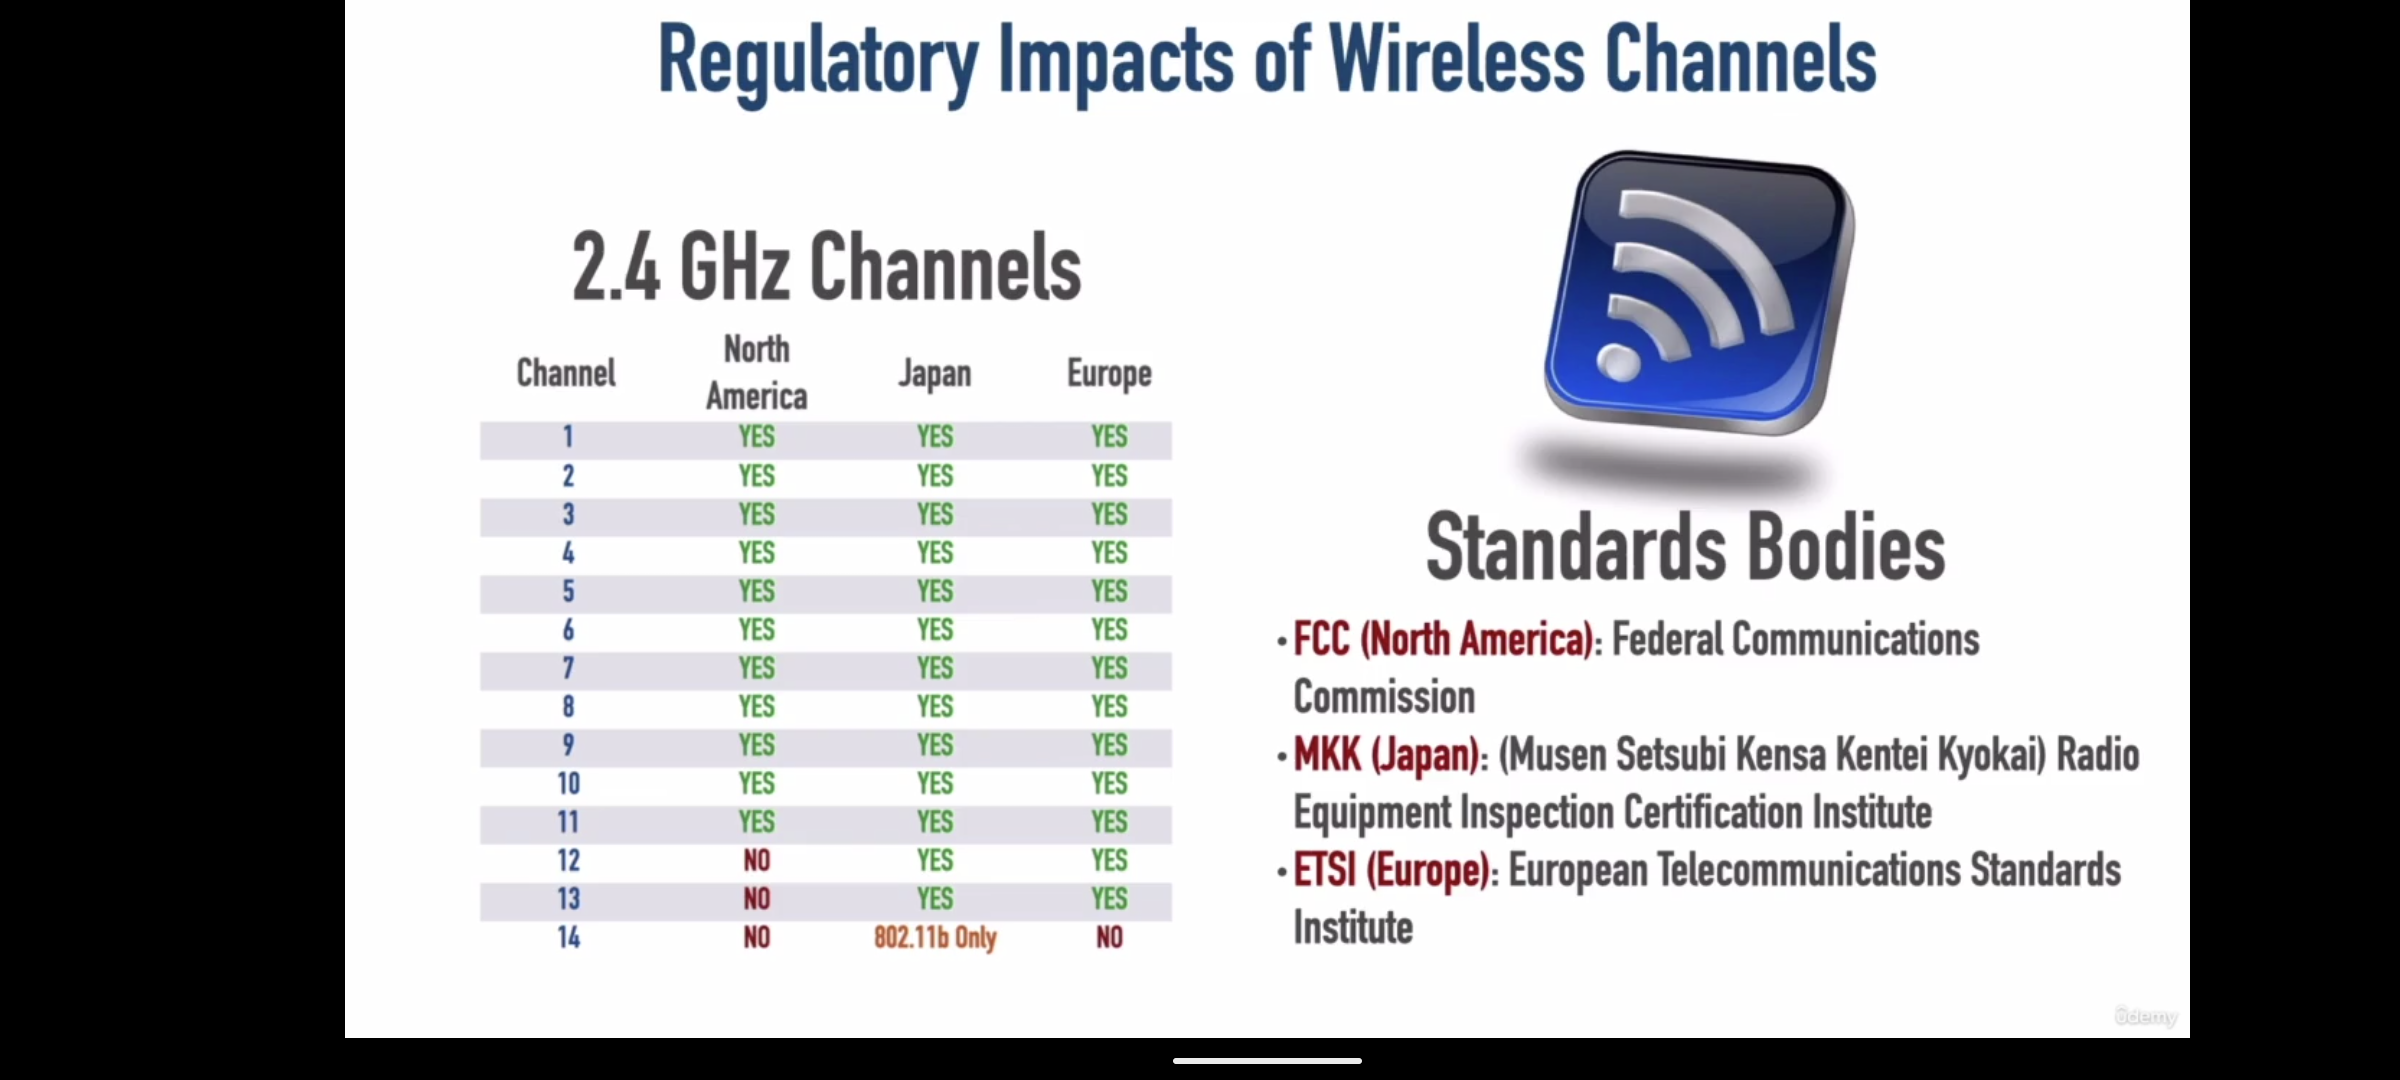 Regulatory Impacts of Wireless Channels
2.4 GHz Channels
Channel North America Japan Europe
1 YES YES YES
2 YES YES YES
3 YES YES YES
4 YES YES YES
5 YES YES YES
6 YES YES YES
7 YES YES YES
8 YES YES YES
9 YES YES YES
10 YES YES YES
11 YES YES YES
12 NO YES YES
13 NO YES YES
14 NO 802.11b Only NO
Standards Bodies
• FCC (North America): Federal Communications
Commission
• MKK (Japan): (Musen Setsubi Kensa Kentei Kyokai) Radio
Equipment Inspection Certification Institute
• ETSI (Europe): European Telecommunications Standards
Institute
ûdemy